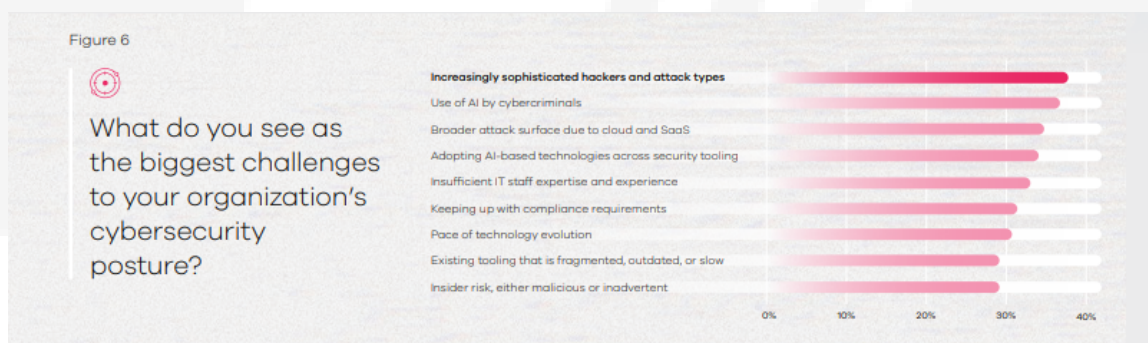 Figure 6
What do you see as
the biggest challenges
to your organization's
cybersecurity
posture?
Increasingly sophisticated hackers and attack types
Use of AI by cybercriminals
Broader attack surface due to cloud and SaaS
Adopting AI-based technologies across security tooling
Insufficient IT staff expertise and experience
Keeping up with compliance requirements
Pace of technology evolution
Existing tooling that is fragmented, outdated, or slow
Insider risk, either malicious or inadvertent
0% 10% 20% 30% 40%